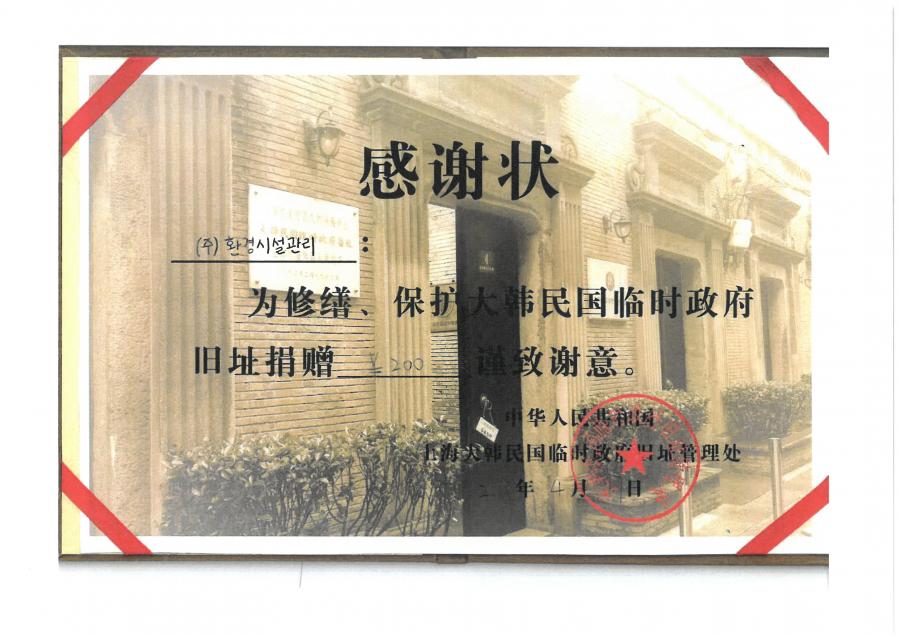 感谢状
(주) 환경시설관리 :
为修缮、保护大韩民国临时政府
旧址捐赠 ¥200 谨致谢意。
中华人民共和国
上海大韩民国临时政府旧址管理处
年 4 月 日